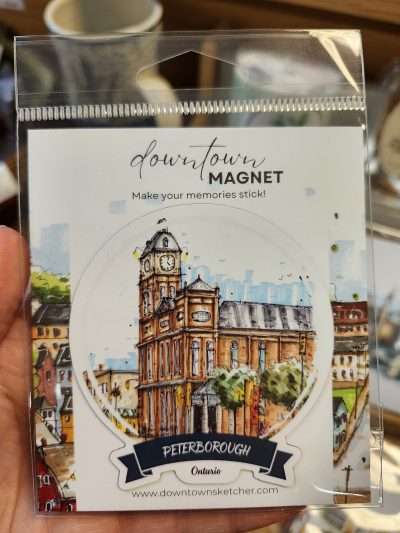 downtown
MAGNET
Make your memories stick!
PETERBOROUGH
Ontario
www.downtownsketcher.com